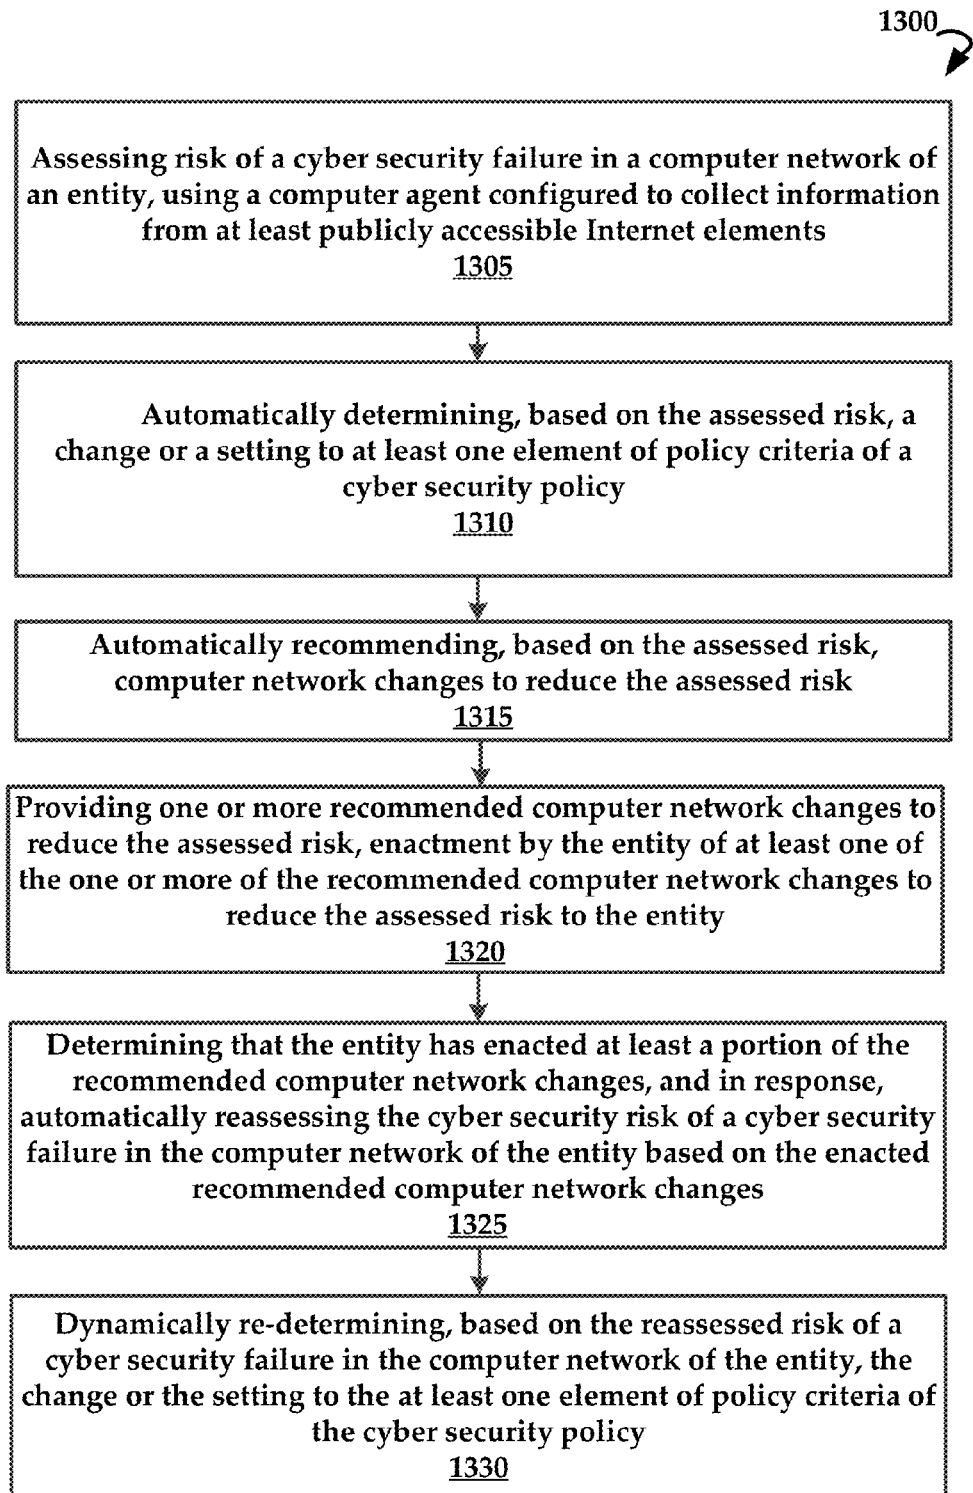 1300
Assessing risk of a cyber security failure in a computer network of
an entity, using a computer agent configured to collect information
from at least publicly accessible Internet elements
1305
Automatically determining, based on the assessed risk, a
change or a setting to at least one element of policy criteria of a
cyber security policy
1310
Automatically recommending, based on the assessed risk,
computer network changes to reduce the assessed risk
1315
Providing one or more recommended computer network changes to
reduce the assessed risk, enactment by the entity of at least one of
the one or more of the recommended computer network changes to
reduce the assessed risk to the entity
1320
Determining that the entity has enacted at least a portion of the
recommended computer network changes, and in response,
automatically reassessing the cyber security risk of a cyber security
failure in the computer network of the entity based on the enacted
recommended computer network changes
1325
Dynamically re-determining, based on the reassessed risk of a
cyber security failure in the computer network of the entity, the
change or the setting to the at least one element of policy criteria of
the cyber security policy
1330